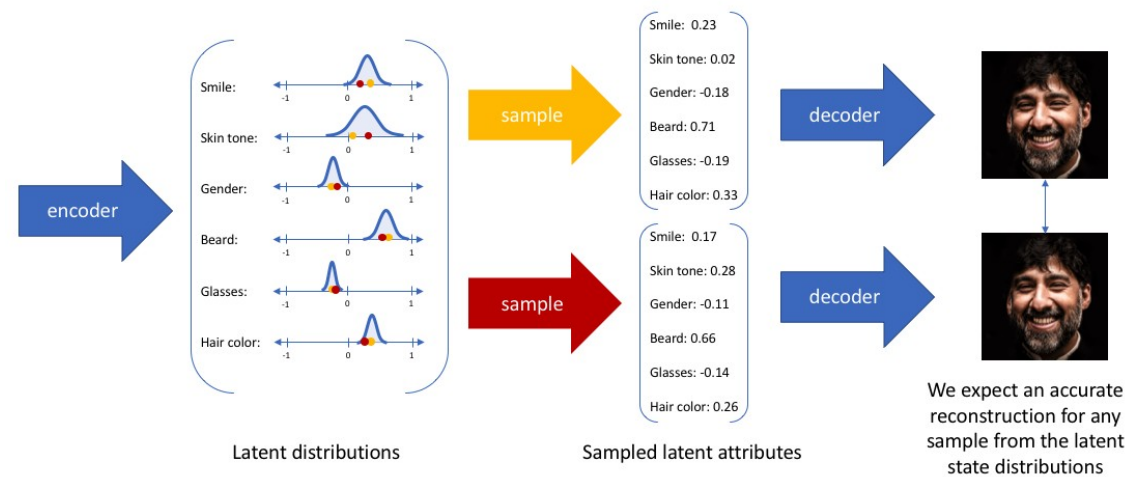 encoder
Smile:
-1 0 1
Skin tone:
-1 0 1
Gender:
-1 0 1
Beard:
-1 0 1
Glasses:
-1 0 1
Hair color:
-1 0 1
Latent distributions
sample
sample
Smile: 0.23
Skin tone: 0.02
Gender: -0.18
Beard: 0.71
Glasses: -0.19
Hair color: 0.33
Smile: 0.17
Skin tone: 0.28
Gender: -0.11
Beard: 0.66
Glasses: -0.14
Hair color: 0.26
Sampled latent attributes
decoder
decoder
We expect an accurate
reconstruction for any
sample from the latent
state distributions